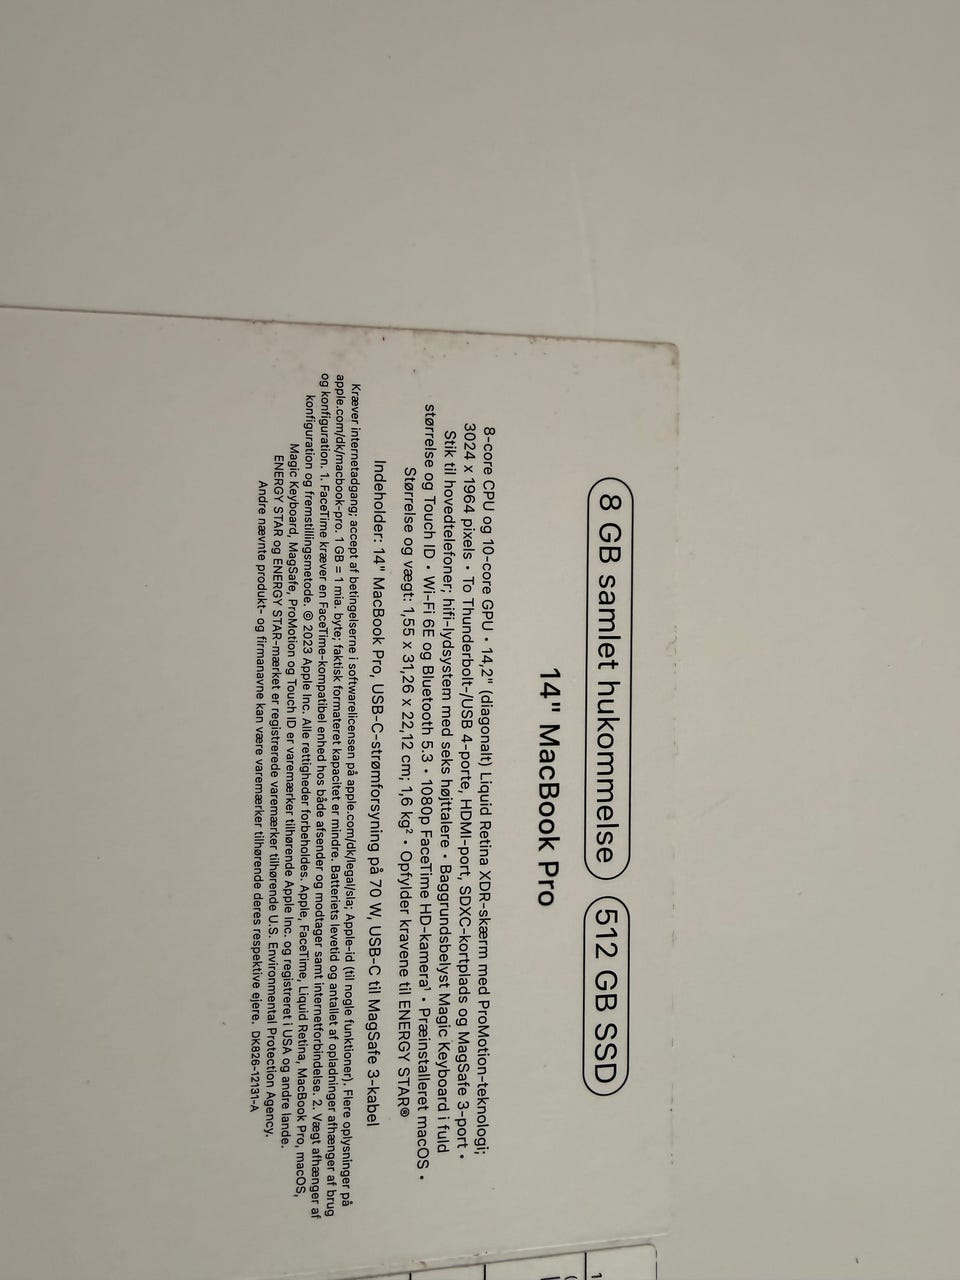 8 GB samlet hukommelse 512 GB SSD
14" MacBook Pro
8-core CPU og 10-core GPU • 14,2" (diagonalt) Liquid Retina XDR-skærm med ProMotion-teknologi;
3024 x 1964 pixels • To Thunderbolt-/USB 4-porte, HDMI-port, SDXC-kortplads og MagSafe 3-port •
Stik til hovedtelefoner; hifi-lydsystem med seks højttalere • Baggrundsbelyst Magic Keyboard i fuld
størrelse og Touch ID • Wi-Fi 6E og Bluetooth 5.3 • 1080p FaceTime HD-kamera¹ • Præinstalleret macOS •
Størrelse og vægt: 1,55 x 31,26 x 22,12 cm; 1,6 kg² • Opfylder kravene til ENERGY STAR®
Indeholder: 14" MacBook Pro, USB-C-strømforsyning på 70 W, USB-C til MagSafe 3-kabel
Kræver internetadgang; accept af betingelserne i softwarelicensen på apple.com/dk/legal/sla; Apple-id (til nogle funktioner). Flere oplysninger på
apple.com/dk/macbook-pro. 1 GB = 1 mia. byte; faktisk formateret kapacitet er mindre. Batteriets levetid og antallet af opladninger afhænger af brug
og konfiguration. 1. FaceTime kræver en FaceTime-kompatibel enhed hos både afsender og modtager samt internetforbindelse. 2. Vægt afhænger af
konfiguration og fremstillingsmetode. © 2023 Apple Inc. Alle rettigheder forbeholdes. Apple, FaceTime, Liquid Retina, MacBook Pro, macOS,
Magic Keyboard, MagSafe, ProMotion og Touch ID er varemærker tilhørende Apple Inc. og registreret i USA og andre lande.
ENERGY STAR og ENERGY STAR-mærket er registrerede varemærker tilhørende U.S. Environmental Protection Agency.
Andre nævnte produkt- og firmanavne kan være varemærker tilhørende deres respektive ejere. DK826-12131-A